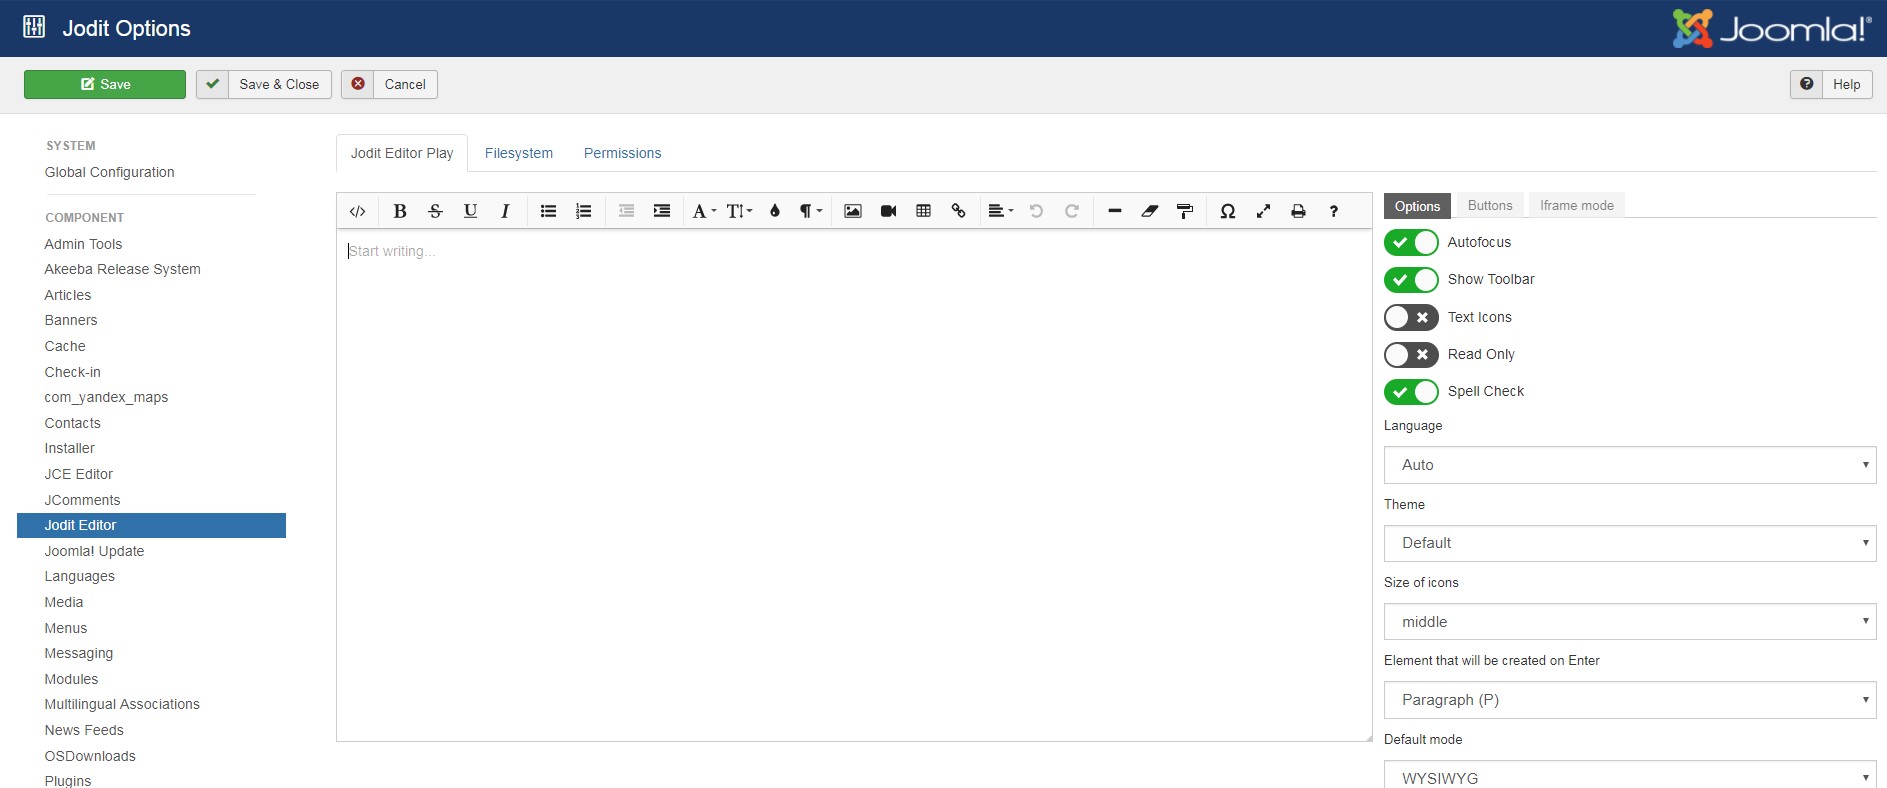 Jodit Options
Joomla!®
Save
Save & Close
Cancel
Help
SYSTEM
Global Configuration
COMPONENT
Admin Tools
Akeeba Release System
Articles
Banners
Cache
Check-in
com_yandex_maps
Contacts
Installer
JCE Editor
JComments
Jodit Editor
Joomla! Update
Languages
Media
Menus
Messaging
Modules
Multilingual Associations
News Feeds
OSDownloads
Plugins
Jodit Editor Play
Filesystem
Permissions
Start writing...
Options
Buttons
Iframe mode
Autofocus
Show Toolbar
Text Icons
Read Only
Spell Check
Language
Auto
Theme
Default
Size of icons
middle
Element that will be created on Enter
Paragraph (P)
Default mode
WYSIWYG